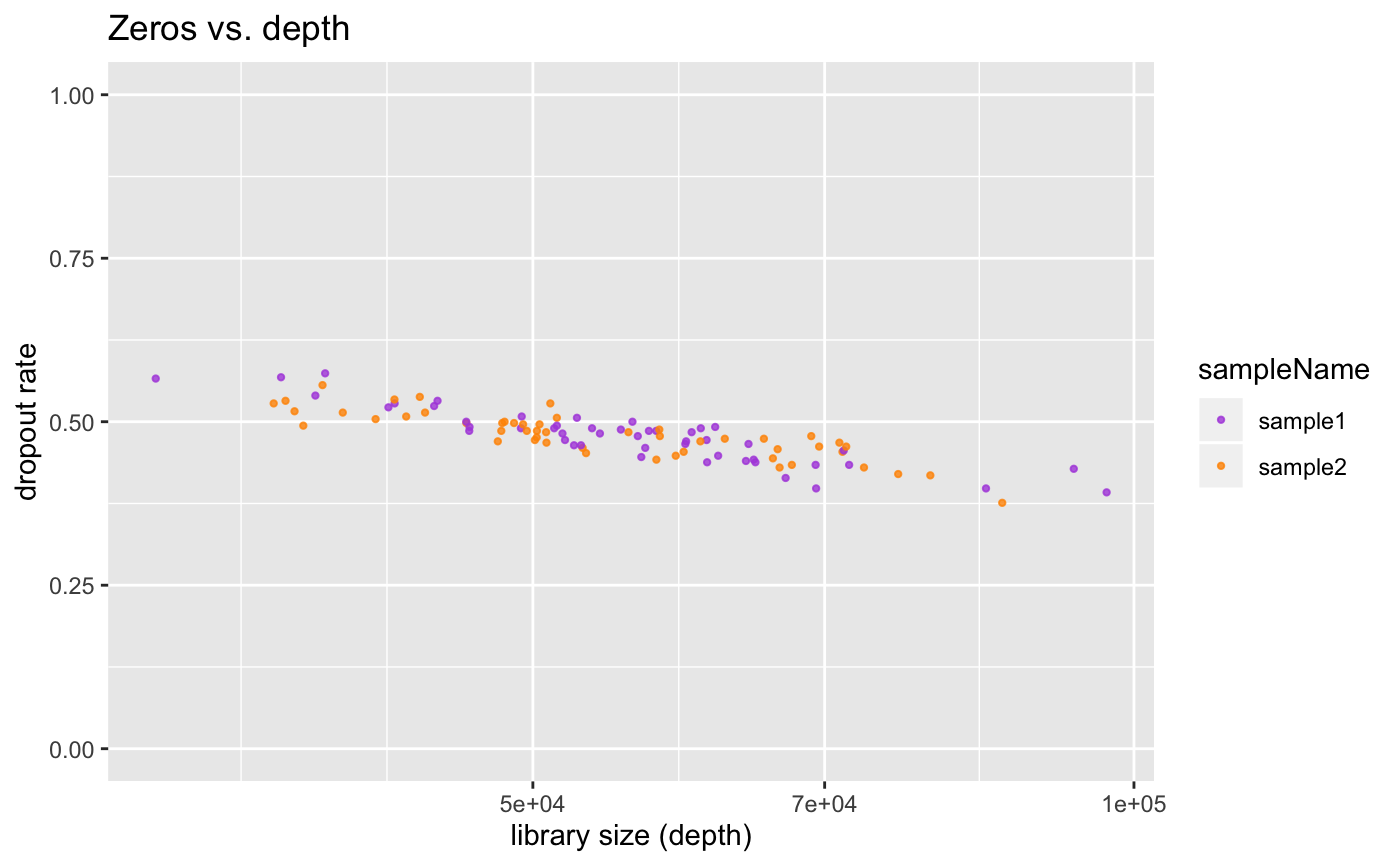 Zeros vs. depth
1.00
0.75
0.50
0.25
0.00
dropout rate
5e+04 7e+04 1e+05
library size (depth)
sampleName
sample1
sample2